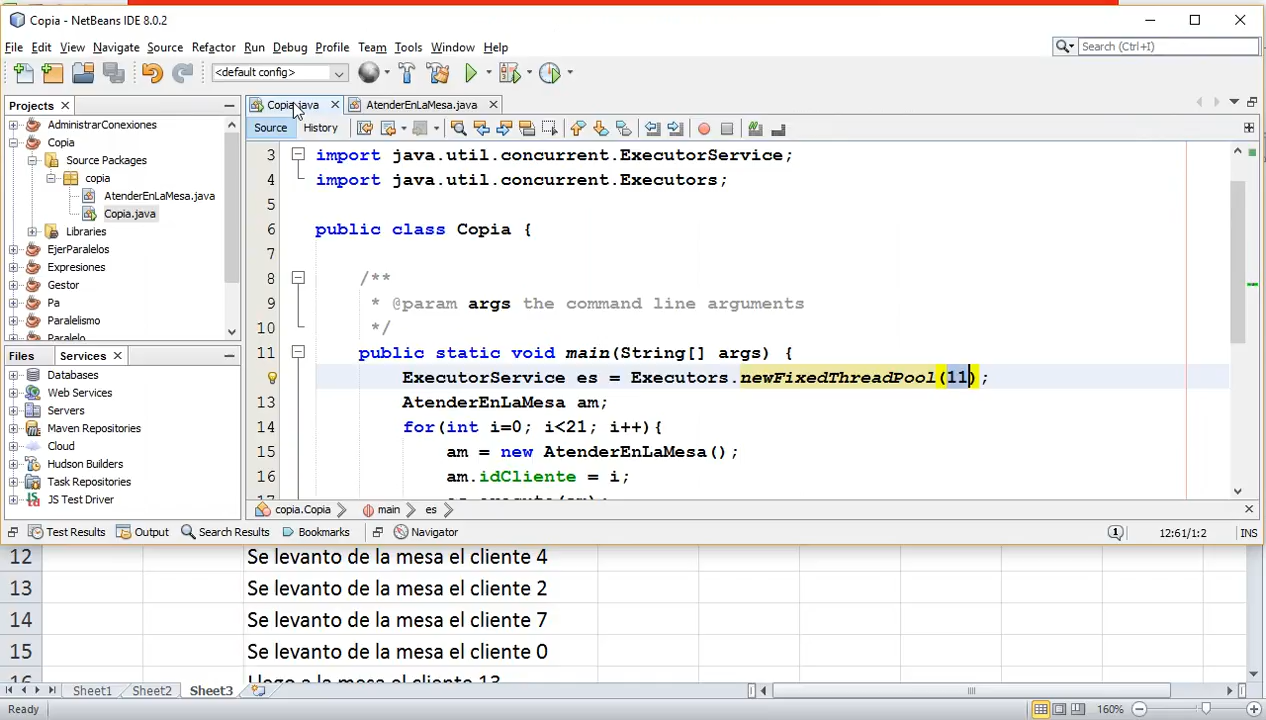 Copia - NetBeans IDE 8.0.2
File Edit View Navigate Source Refactor Run Debug Profile Team Tools Window Help
Search (Ctrl+I)
<default config>
Projects
Copia.java
AtenderEnLaMesa.java
Source History
AdministrarConexiones
Copia
Source Packages
copia
AtenderEnLaMesa.java
Copia.java
Libraries
EjerParalelos
Expresiones
Gestor
Pa
Paralelismo
Paralelo
Files Services
Databases
Web Services
Servers
Maven Repositories
Cloud
Hudson Builders
Task Repositories
JS Test Driver
3 import java.util.concurrent.ExecutorService;
4 import java.util.concurrent.Executors;
5
6 public class Copia {
7
8 /**
9 * @param args the command line arguments
10 */
11 public static void main(String[] args) {
ExecutorService es = Executors.newFixedThreadPool(11);
13 AtenderEnLaMesa am;
14 for(int i=0; i<21; i++){
15 am = new AtenderEnLaMesa();
16 am.idCliente = i;
copia.Copia main es
Test Results Output Search Results Bookmarks Navigator
1 12:61/1:2 INS
12 Se levanto de la mesa el cliente 4
13 Se levanto de la mesa el cliente 2
14 Se levanto de la mesa el cliente 7
15 Se levanto de la mesa el cliente 0
Sheet1 Sheet2 Sheet3
Ready 160%